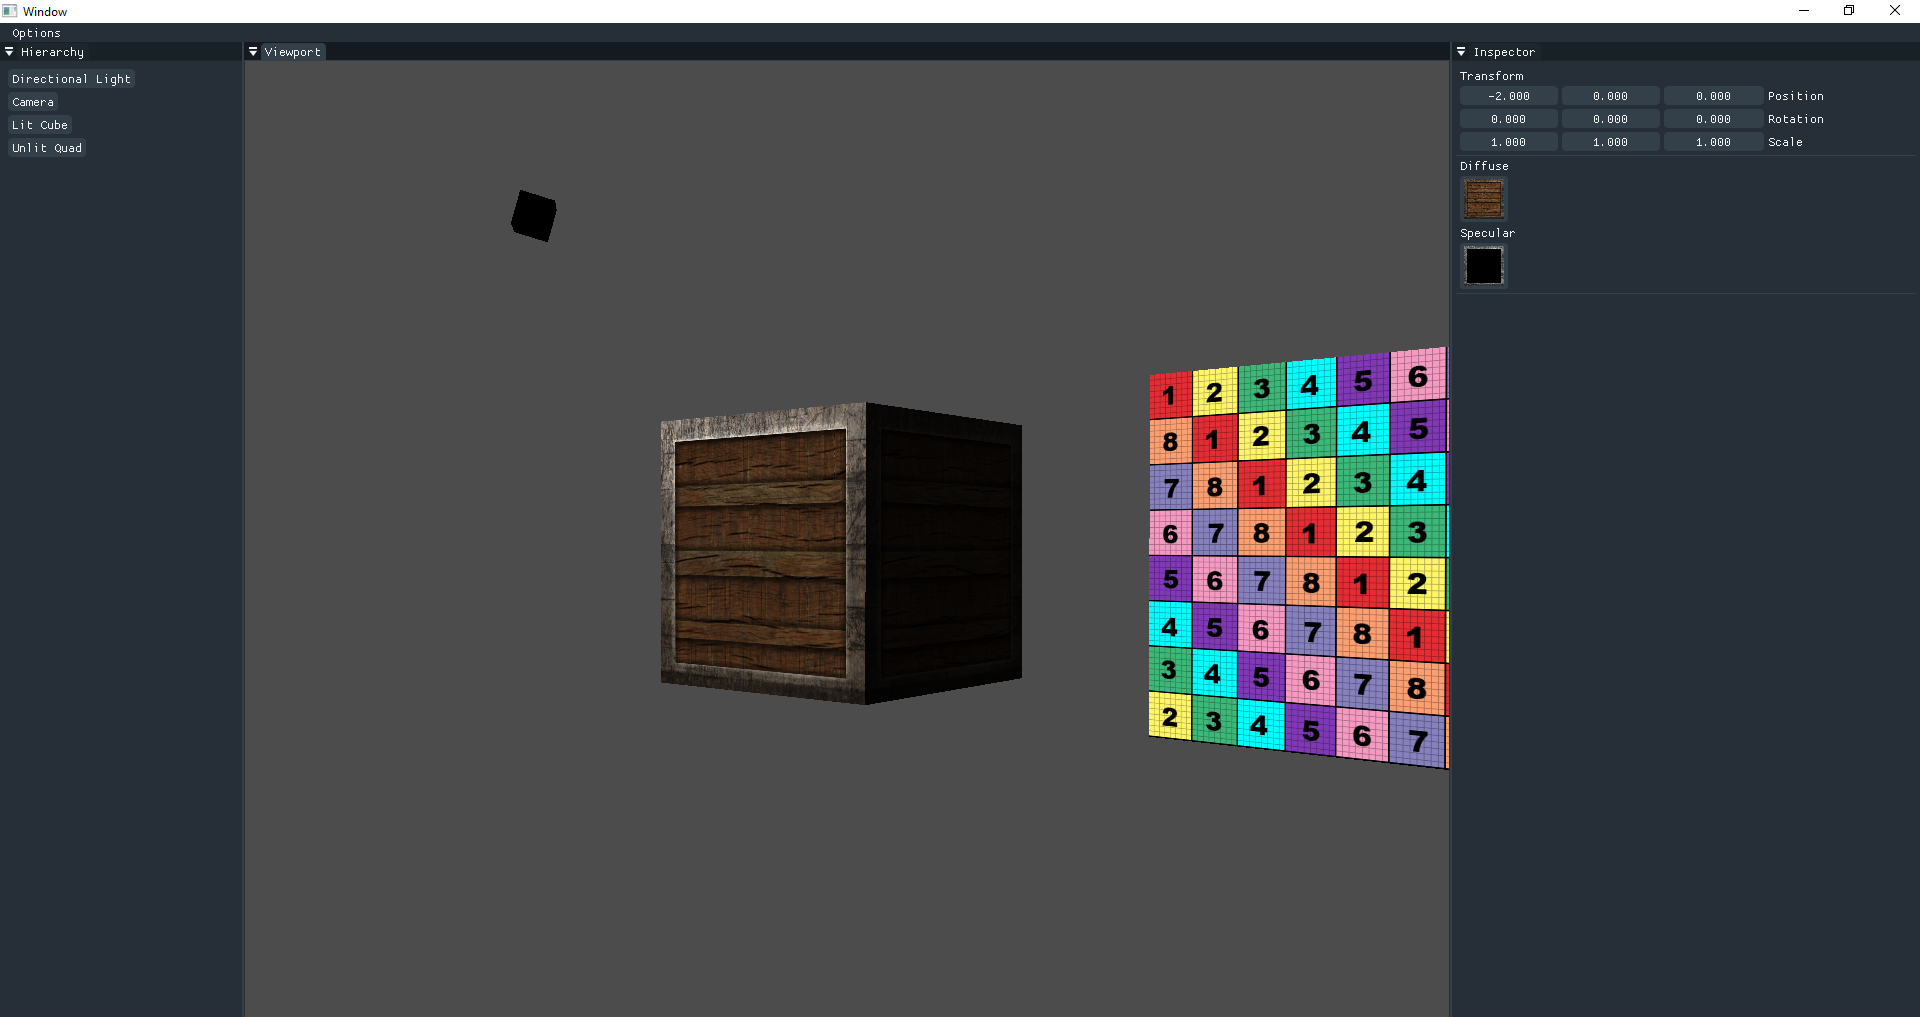 Window
Options
Hierarchy
Directional Light
Camera
Lit Cube
Unlit Quad
Viewport
1 2 3 4 5 6
8 1 2 3 4 5
7 8 1 2 3 4
6 7 8 1 2 3
5 6 7 8 1 2
4 5 6 7 8 1
3 4 5 6 7 8
2 3 4 5 6 7
Inspector
Transform
-2.000 0.000 0.000 Position
0.000 0.000 0.000 Rotation
1.000 1.000 1.000 Scale
Diffuse
Specular